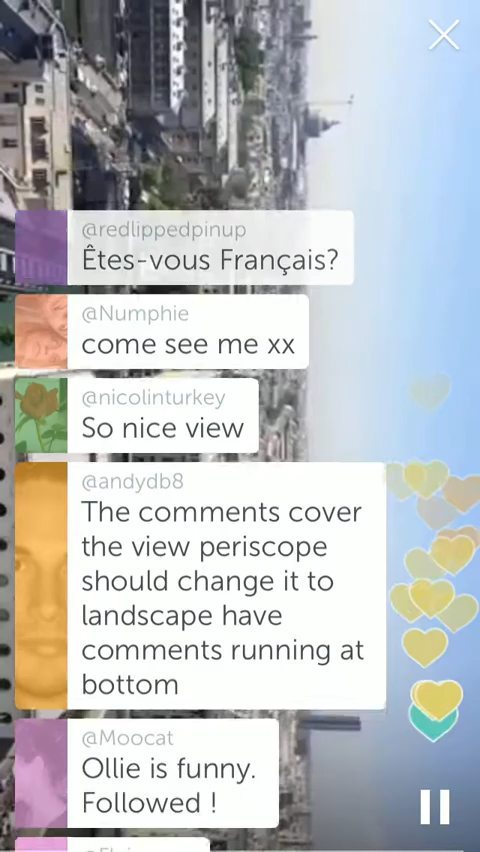 @redlippedpinup
Êtes-vous Français?
@Numphie
come see me xx
@nicolinturkey
So nice view
@andydb8
The comments cover
the view periscope
should change it to
landscape have
comments running at
bottom
@Moocat
Ollie is funny.
Followed !